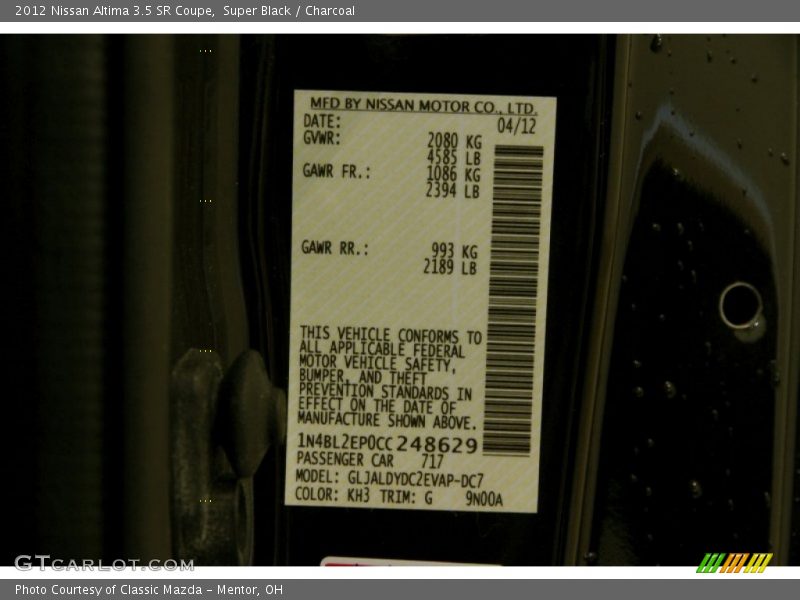 2012 Nissan Altima 3.5 SR Coupe,  Super Black / Charcoal
MFD BY NISSAN MOTOR CO., LTD.
DATE: 04/12
GVWR: 2080 KG
4585 LB
GAWR FR.: 1086 KG
2394 LB
GAWR RR.: 993 KG
2189 LB
THIS VEHICLE CONFORMS TO
ALL APPLICABLE FEDERAL
MOTOR VEHICLE SAFETY,
BUMPER, AND THEFT
PREVENTION STANDARDS IN
EFFECT ON THE DATE OF
MANUFACTURE SHOWN ABOVE.
1N4BL2EP0CC248629
PASSENGER CAR 717
MODEL: GLJALDYDC2EVAP-DC7
COLOR: KH3 TRIM: G 9N00A
GTCARLOT.COM
Photo Courtesy of Classic Mazda - Mentor, OH